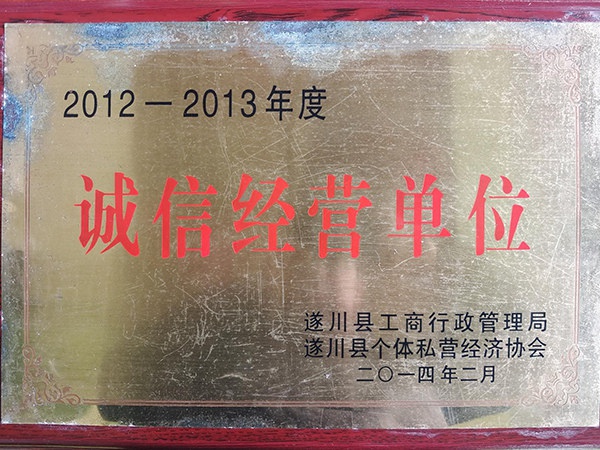 2012－2013年度
诚信经营单位
遂川县工商行政管理局
遂川县个体私营经济协会
二〇一四年二月